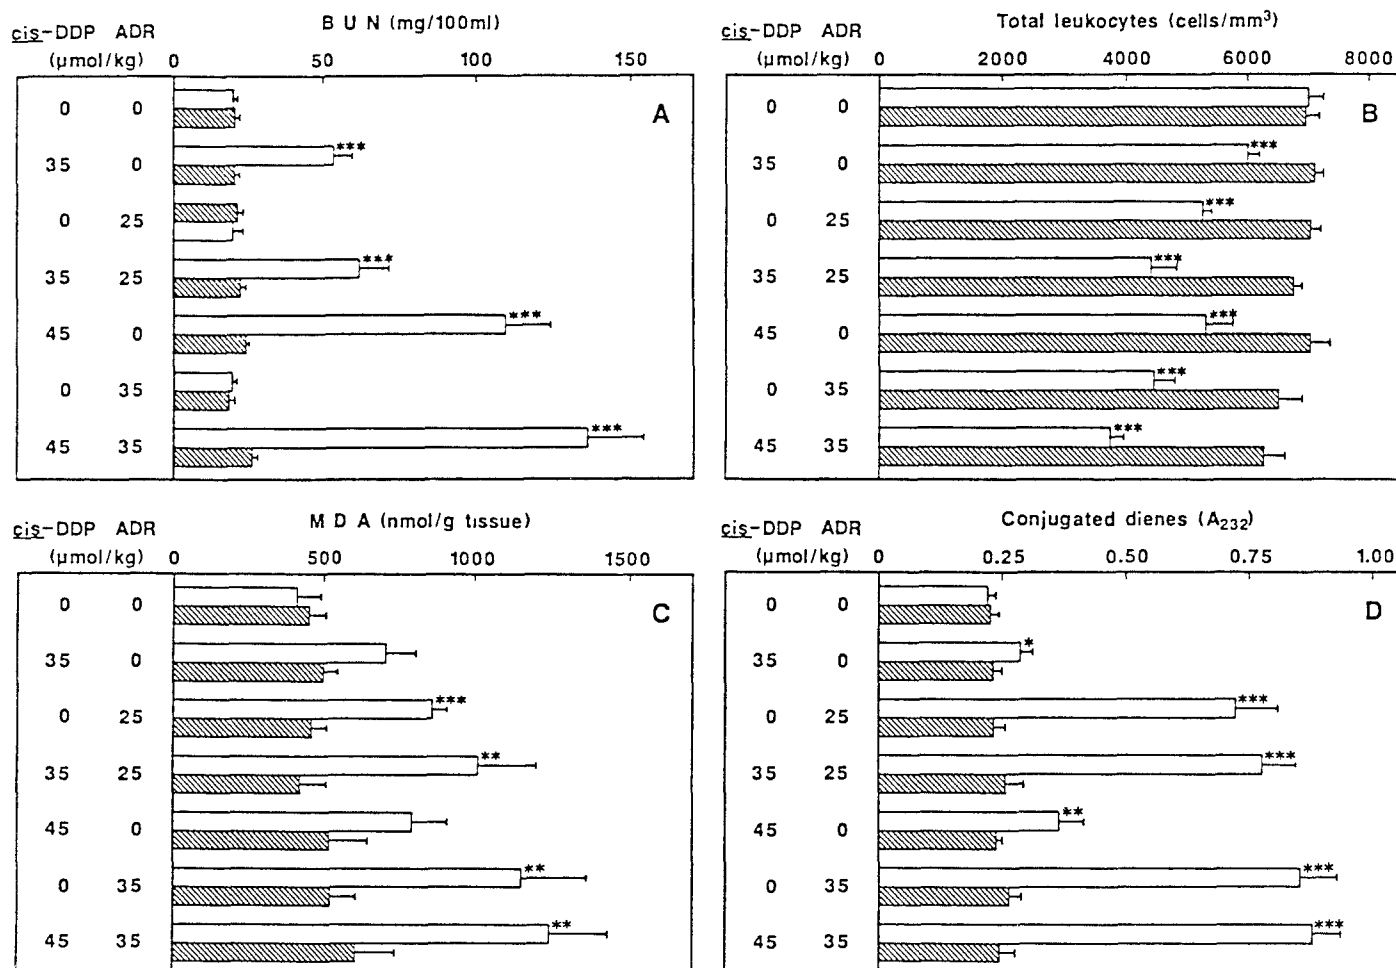 B U N (mg/100ml)
cis-DDP ADR
(μmol/kg) 0 50 100 150
A
0 0
35 0 ***
0 25
35 25 ***
45 0 ***
0 35
45 35 ***
Total leukocytes (cells/mm³)
cis-DDP ADR
(μmol/kg) 0 2000 4000 6000 8000
B
0 0
35 0 ***
0 25 ***
35 25 ***
45 0 ***
0 35 ***
45 35 ***
M D A (nmol/g tissue)
cis-DDP ADR
(μmol/kg) 0 500 1000 1500
C
0 0
35 0
0 25 ***
35 25 **
45 0
0 35 **
45 35 **
Conjugated dienes (A₂₃₂)
cis-DDP ADR
(μmol/kg) 0 0.25 0.50 0.75 1.00
D
0 0
35 0 *
0 25 ***
35 25 ***
45 0 **
0 35 ***
45 35 ***